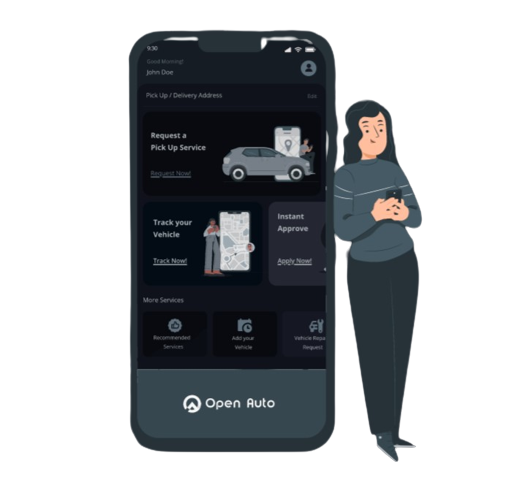 9:30
Good Morning!
John Doe
Pick Up / Delivery Address
Edit
Request a
Pick Up Service
Request Now!
Track your
Vehicle
Track Now!
Instant
Approve
Apply Now!
More Services
Recommended
Services
Add your
Vehicle
Vehicle Repa
Request
Open Auto